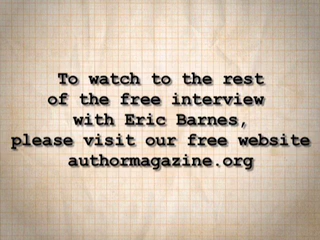 To watch to the rest
of the free interview
with Eric Barnes,
please visit our free website
authormagazine.org